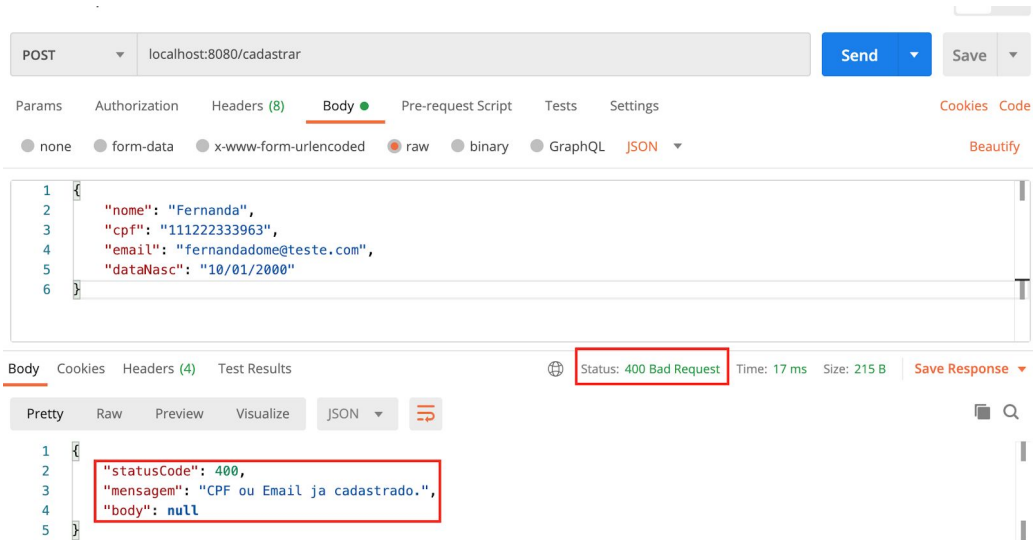 POST localhost:8080/cadastrar Send Save
Params Authorization Headers (8) Body Pre-request Script Tests Settings Cookies Code
none form-data x-www-form-urlencoded raw binary GraphQL JSON Beautify
1 {
2 "nome": "Fernanda",
3 "cpf": "111222333963",
4 "email": "fernandadome@teste.com",
5 "dataNasc": "10/01/2000"
6 }
Body Cookies Headers (4) Test Results Status: 400 Bad Request Time: 17 ms Size: 215 B Save Response
Pretty Raw Preview Visualize JSON
1 {
2 "statusCode": 400,
3 "mensagem": "CPF ou Email ja cadastrado.",
4 "body": null
5 }